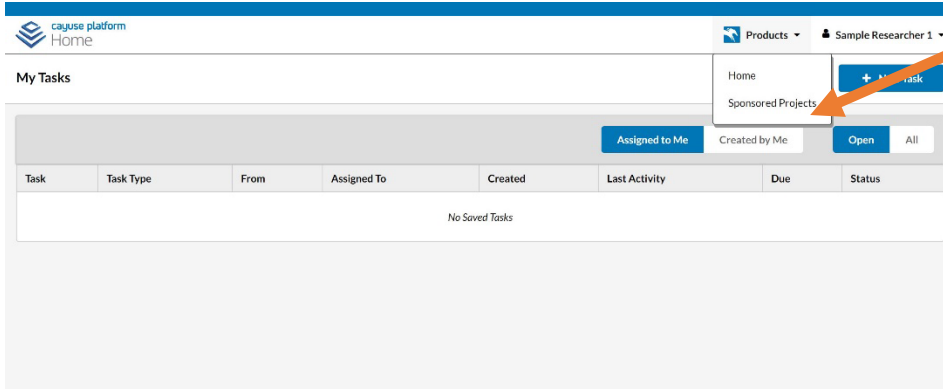 cayuse platform
Home
Products
Sample Researcher 1
My Tasks
Home
Sponsored Projects
+ Task
Assigned to Me
Created by Me
Open
All
Task
Task Type
From
Assigned To
Created
Last Activity
Due
Status
No Saved Tasks